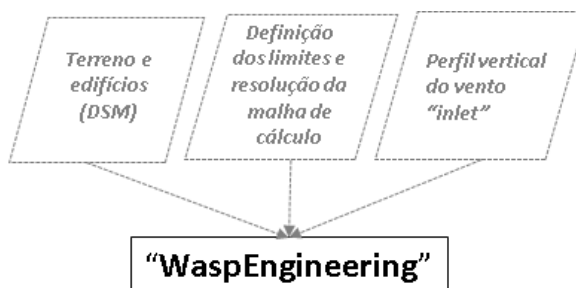 Terreno e
edifícios
(DSM)
Definição
dos limites e
resolução da
malha de
cálculo
Perfil vertical
do vento
“inlet”
“WaspEngineering”